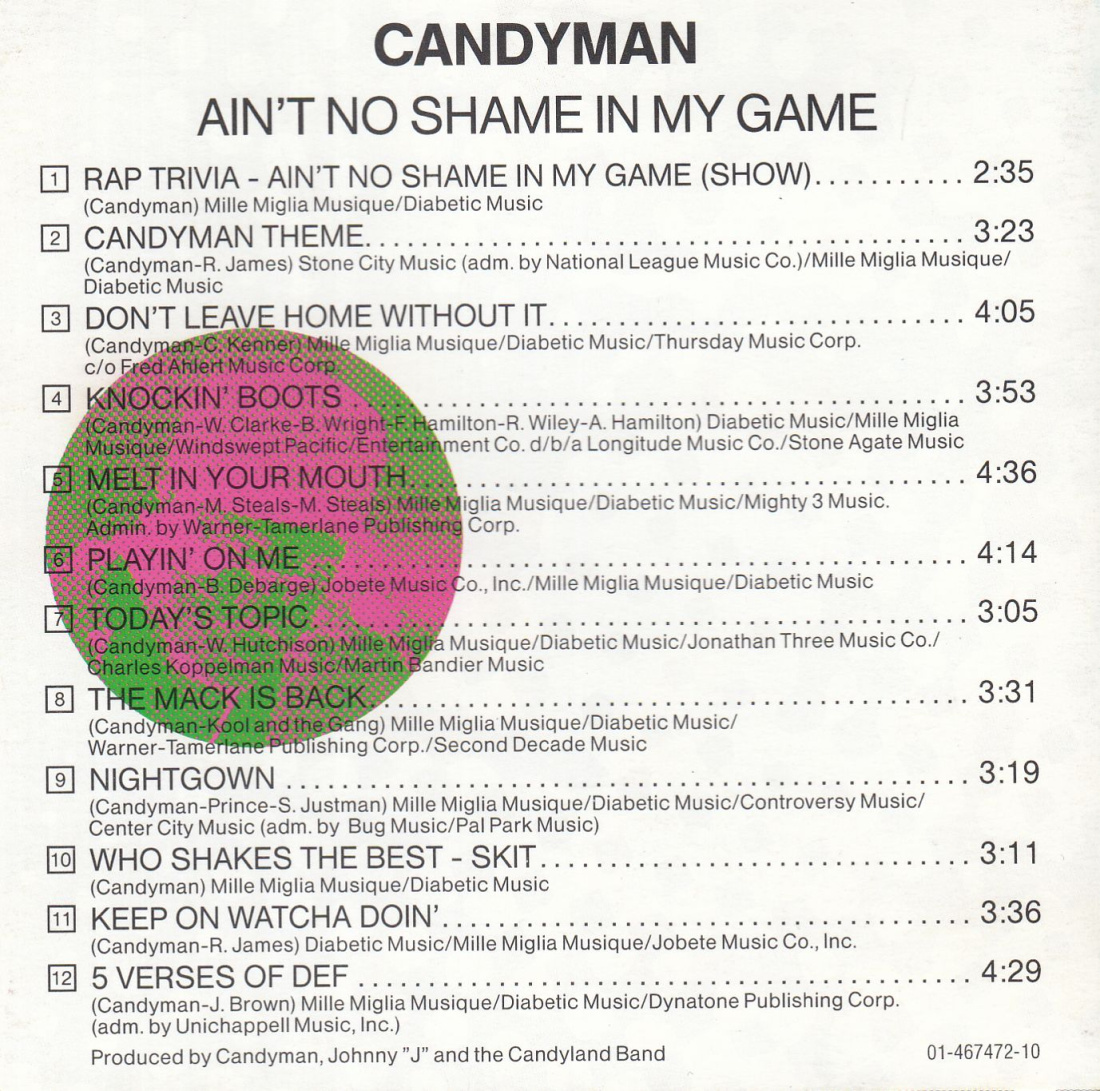 CANDYMAN
AIN'T NO SHAME IN MY GAME
1 RAP TRIVIA - AIN'T NO SHAME IN MY GAME (SHOW)........... 2:35
(Candyman) Mille Miglia Musique/Diabetic Music
2 CANDYMAN THEME............................................. 3:23
(Candyman-R. James) Stone City Music (adm. by National League Music Co.)/Mille Miglia Musique/
Diabetic Music
3 DON'T LEAVE HOME WITHOUT IT.............................. 4:05
(Candyman-C. Kenner) Mille Miglia Musique/Diabetic Music/Thursday Music Corp.
c/o Fred Ahlert Music Corp.
4 KNOCKIN' BOOTS ............................................. 3:53
(Candyman-W. Clarke-B. Wright-F. Hamilton-R. Wiley-A. Hamilton) Diabetic Music/Mille Miglia
Musique/Windswept Pacific/Entertainment Co. d/b/a Longitude Music Co./Stone Agate Music
5 MELT IN YOUR MOUTH........................................ 4:36
(Candyman-M. Steals-M. Steals) Mille Miglia Musique/Diabetic Music/Mighty 3 Music.
Admin. by Warner-Tamerlane Publishing Corp.
6 PLAYIN' ON ME ............................................... 4:14
(Candyman-B. Debarge) Jobete Music Co., Inc./Mille Miglia Musique/Diabetic Music
7 TODAY'S TOPIC ............................................... 3:05
(Candyman-W. Hutchison) Mille Miglia Musique/Diabetic Music/Jonathan Three Music Co./
Charles Koppelman Music/Martin Bandier Music
8 THE MACK IS BACK........................................... 3:31
(Candyman-Kool and the Gang) Mille Miglia Musique/Diabetic Music/
Warner-Tamerlane Publishing Corp./Second Decade Music
9 NIGHTGOWN .................................................. 3:19
(Candyman-Prince-S. Justman) Mille Miglia Musique/Diabetic Music/Controversy Music/
Center City Music (adm. by Bug Music/Pal Park Music)
10 WHO SHAKES THE BEST - SKIT............................... 3:11
(Candyman) Mille Miglia Musique/Diabetic Music
11 KEEP ON WATCHA DOIN'...................................... 3:36
(Candyman-R. James) Diabetic Music/Mille Miglia Musique/Jobete Music Co., Inc.
12 5 VERSES OF DEF ............................................ 4:29
(Candyman-J. Brown) Mille Miglia Musique/Diabetic Music/Dynatone Publishing Corp.
(adm. by Unichappell Music, Inc.)
Produced by Candyman, Johnny "J" and the Candyland Band
01-467472-10